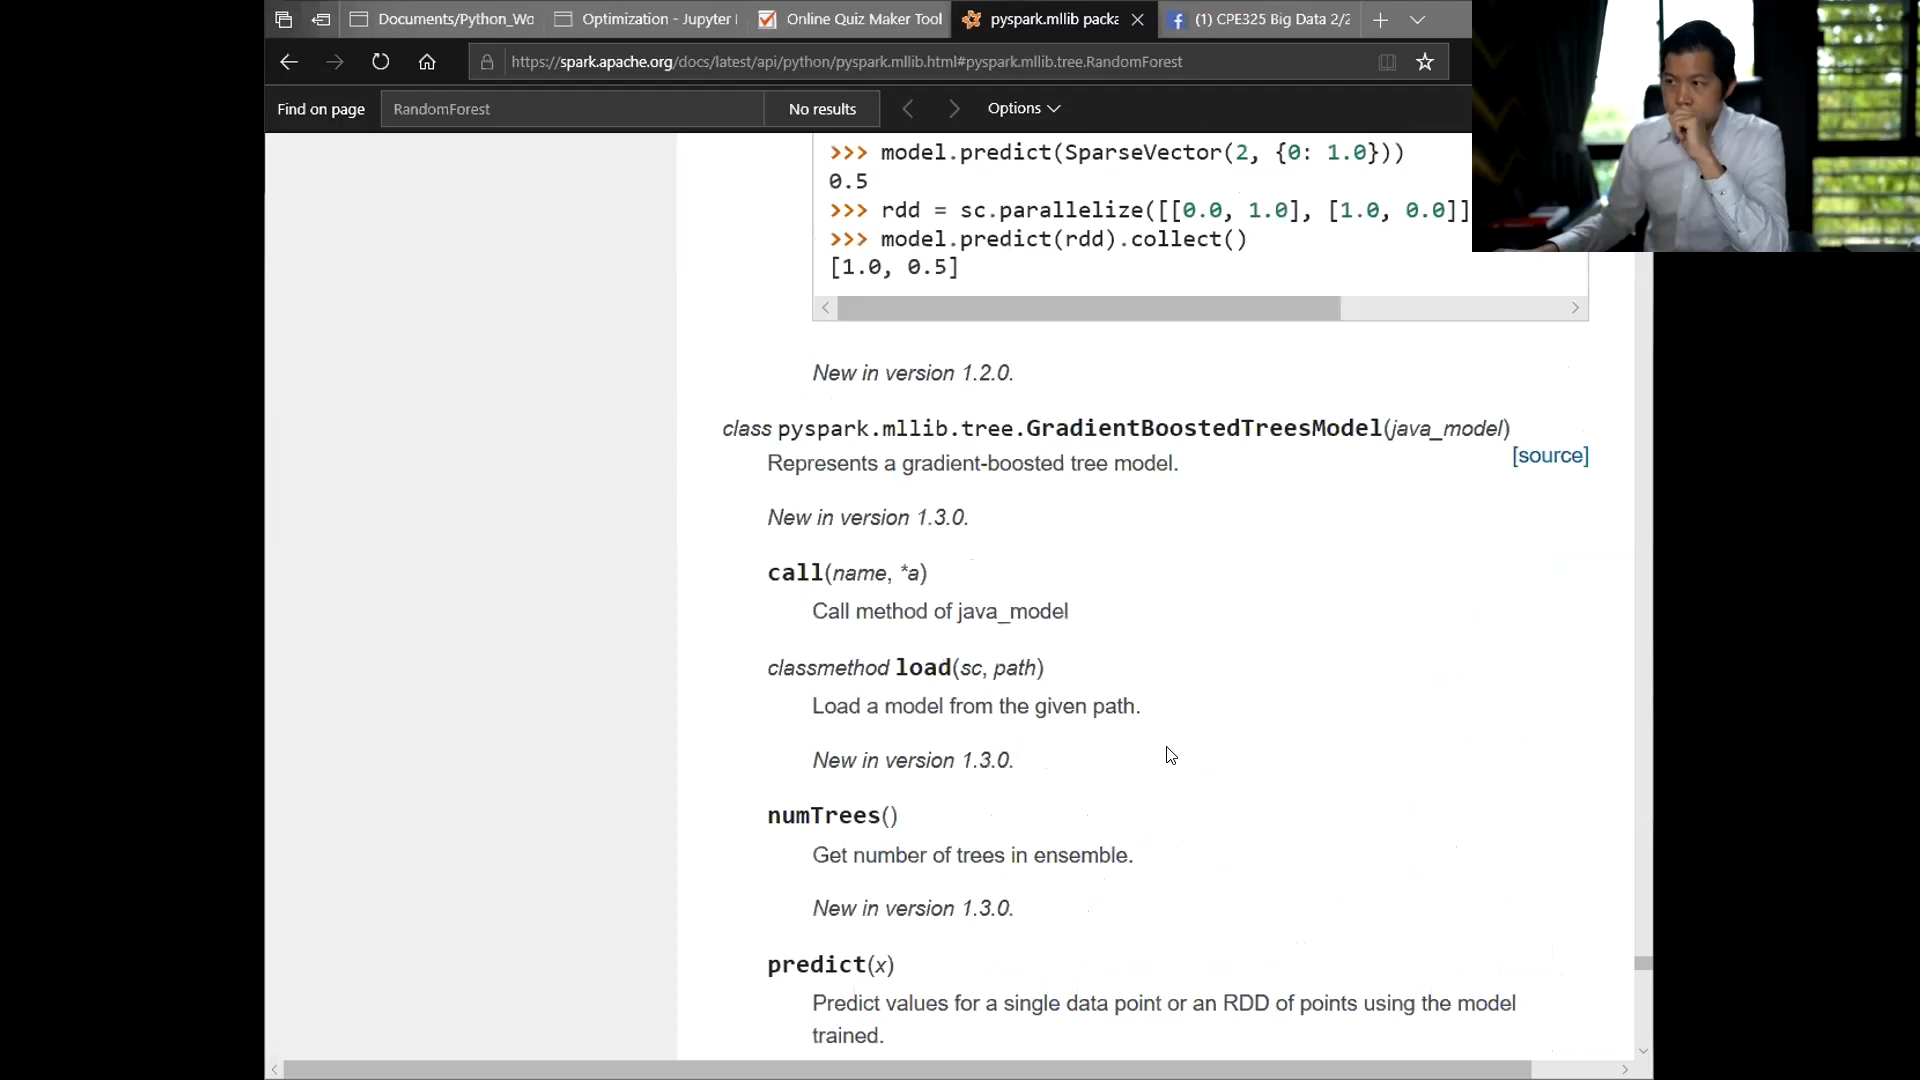 Documents/Python_Wo
Optimization - Jupyter
Online Quiz Maker Tool
pyspark.mllib packa
(1) CPE325 Big Data 2/2
https://spark.apache.org/docs/latest/api/python/pyspark.mllib.html#pyspark.mllib.tree.RandomForest
Find on page
RandomForest
No results
Options
>>> model.predict(SparseVector(2, {0: 1.0}))
0.5
>>> rdd = sc.parallelize([[0.0, 1.0], [1.0, 0.0]]
>>> model.predict(rdd).collect()
[1.0, 0.5]
New in version 1.2.0.
class pyspark.mllib.tree.GradientBoostedTreesModel(java_model)
[source]
Represents a gradient-boosted tree model.
New in version 1.3.0.
call(name, *a)
Call method of java_model
classmethod load(sc, path)
Load a model from the given path.
New in version 1.3.0.
numTrees()
Get number of trees in ensemble.
New in version 1.3.0.
predict(x)
Predict values for a single data point or an RDD of points using the model
trained.